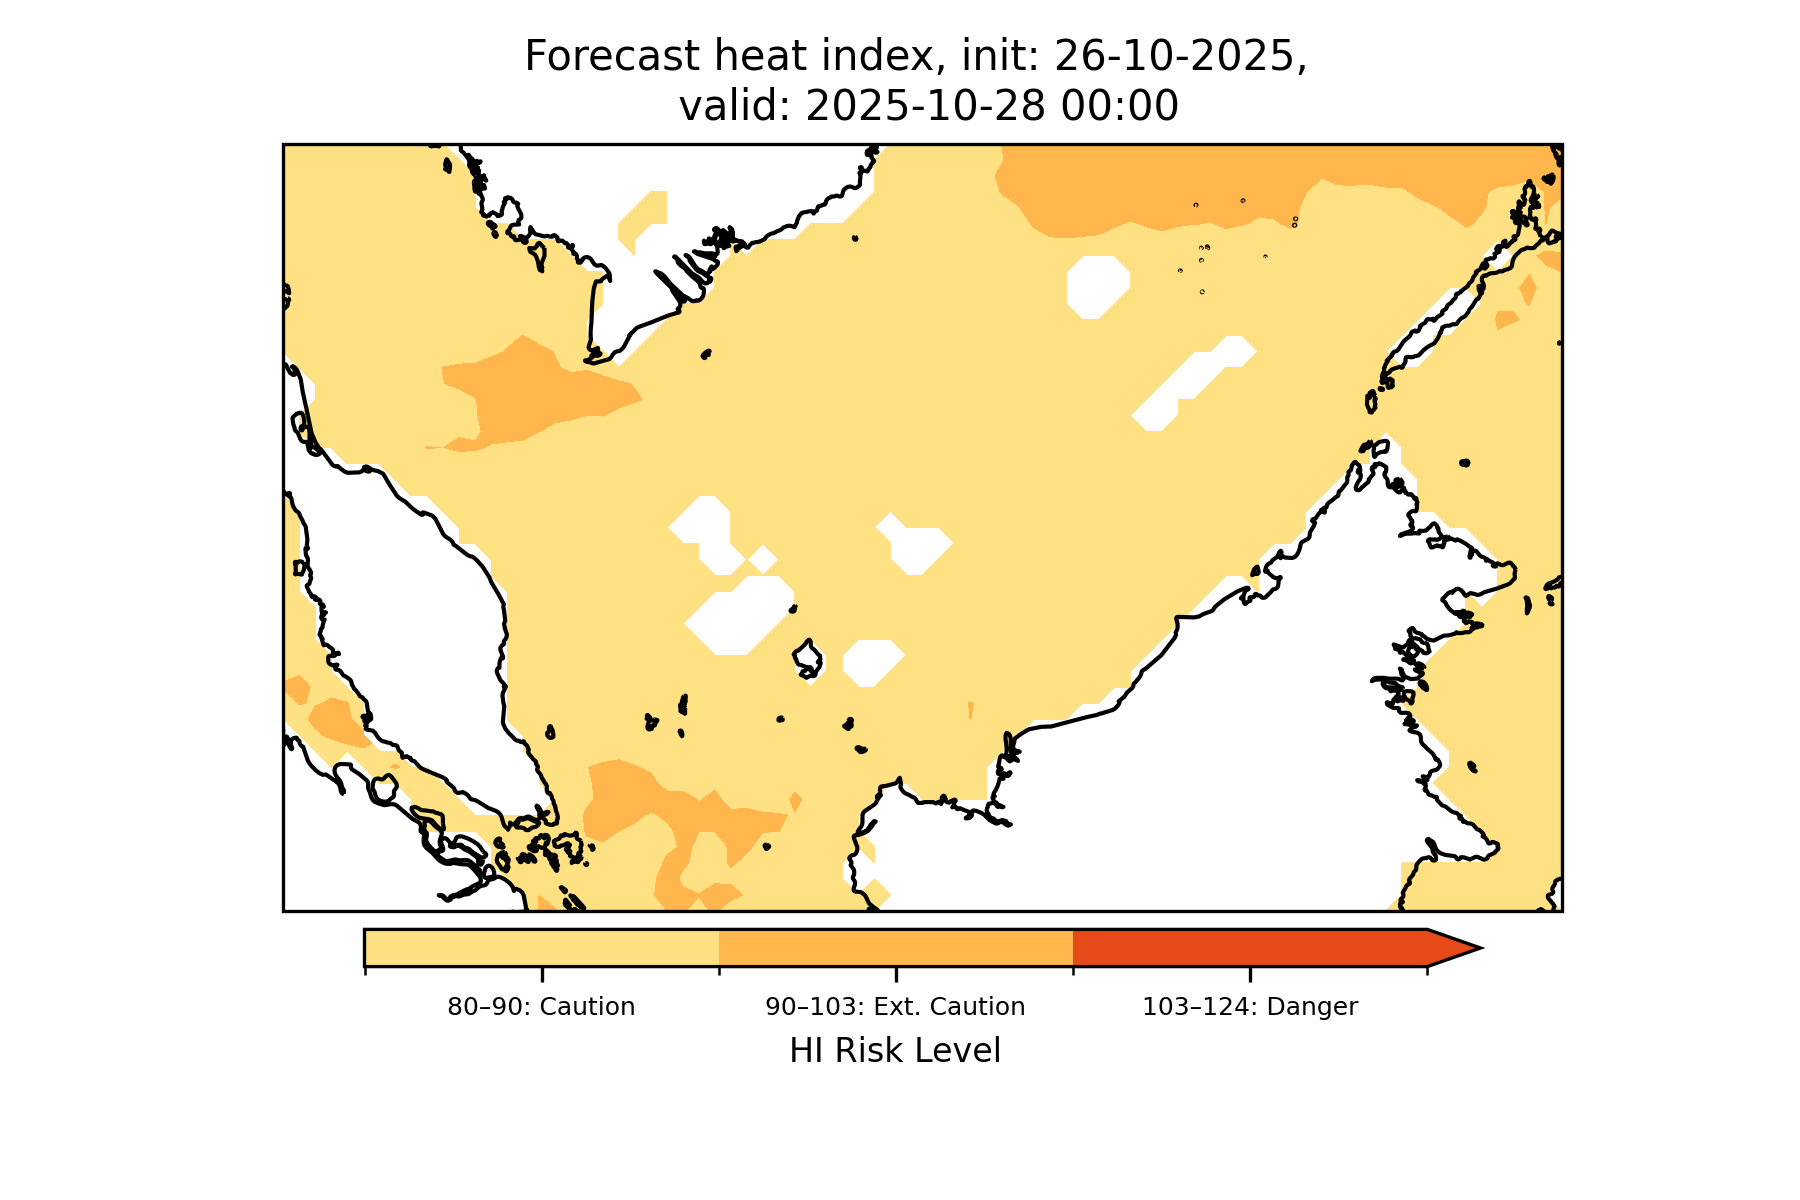 Forecast heat index, init: 26-10-2025,
valid: 2025-10-28 00:00
80–90: Caution
90–103: Ext. Caution
103–124: Danger
HI Risk Level